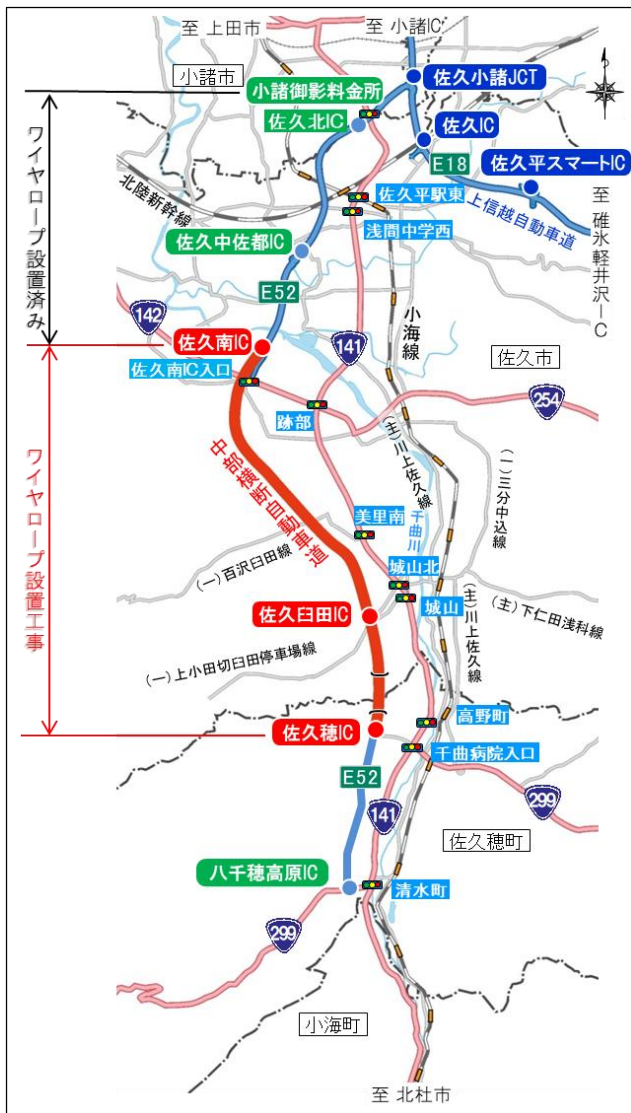 至 上田市
至 小諸IC
小諸市
小諸御影料金所
佐久小諸JCT
佐久北IC
佐久IC
E18
佐久平スマートIC
北陸新幹線
佐久平駅東
上信越自動車道
至 碓氷軽井沢IC
浅間中学西
ワイヤロープ設置済み
佐久中佐都IC
E52
142
佐久南IC
141
小海線
佐久市
佐久南IC入口
254
跡部
ワイヤロープ設置工事
中部横断自動車道
(主)川上佐久線
(一)三分中込線
千曲川
美里南
(一)百沢臼田線
城山北
城山
佐久臼田IC
(主)川上佐久線
(主)下仁田浅科線
(一)上小田切臼田停車場線
高野町
佐久穂IC
千曲病院入口
E52
299
141
佐久穂町
八千穂高原IC
清水町
299
小海町
至 北杜市